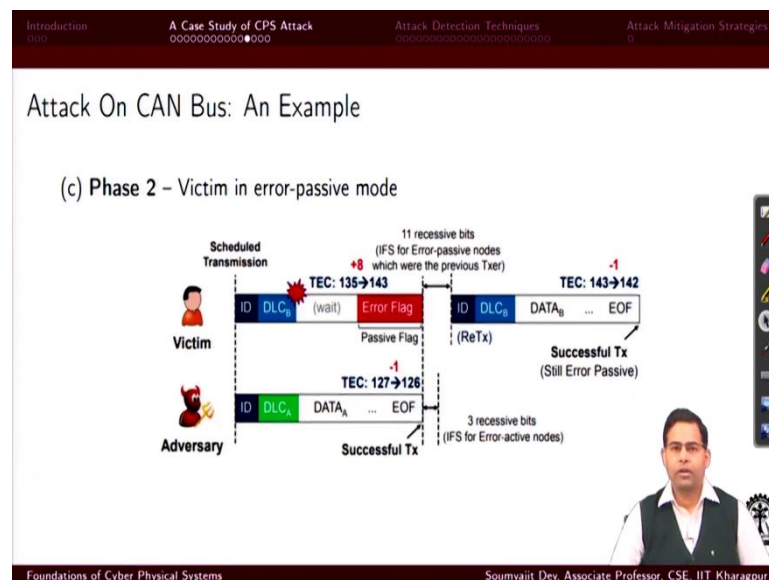 Introduction A Case Study of CPS Attack Attack Detection Techniques Attack Mitigation Strategies
Attack On CAN Bus: An Example
(c) Phase 2 – Victim in error-passive mode
11 recessive bits
(IFS for Error-passive nodes
which were the previous Txer)
Scheduled
Transmission
+8
TEC: 135→143
-1
TEC: 143→142
ID DLCB (wait) Error Flag
ID DLCB DATAB ... EOF
Victim
Passive Flag
(ReTx)
Successful Tx
(Still Error Passive)
-1
TEC: 127→126
ID DLCA DATAA ... EOF
Adversary
Successful Tx
3 recessive bits
(IFS for Error-active nodes)
Foundations of Cyber Physical Systems Soumyajit Dey, Associate Professor, CSE, IIT Kharagpur